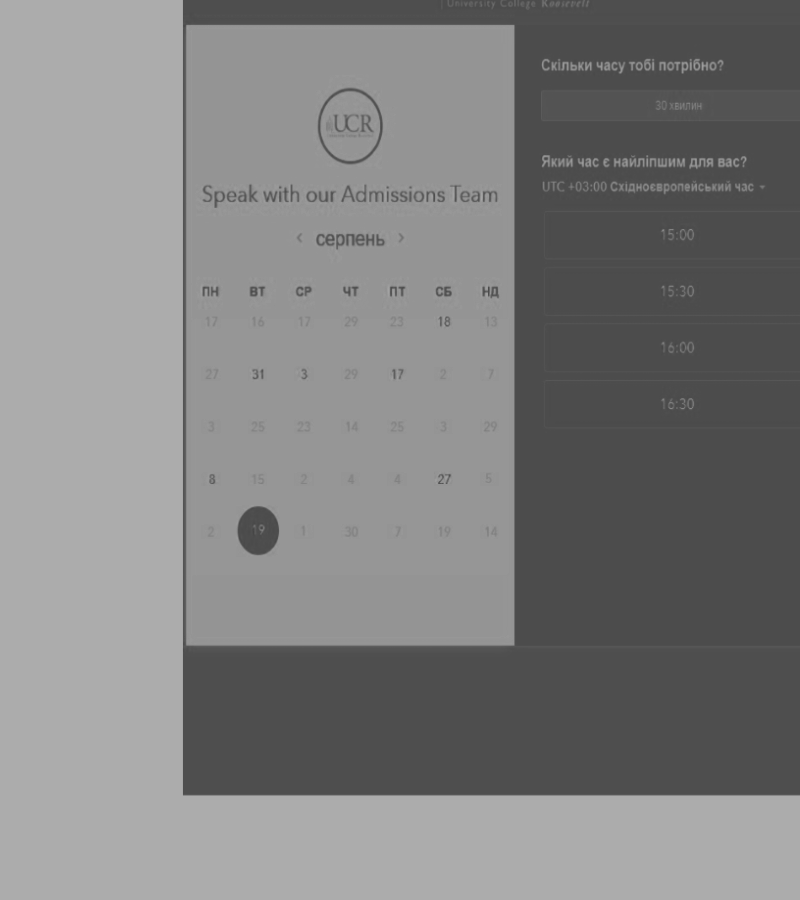 University College Roosevelt
UCR
Speak with our Admissions Team
< серпень >
ПН ВТ СР ЧТ ПТ СБ НД
17 16 17 29 23 18 13
27 31 3 29 17 2 7
3 25 23 14 25 3 29
8 15 2 4 4 27 5
2 19 1 30 7 19 14
Скільки часу тобі потрібно?
30 хвилин
Який час є найліпшим для вас?
UTC +03:00 Східноєвропейський час
15:00
15:30
16:00
16:30